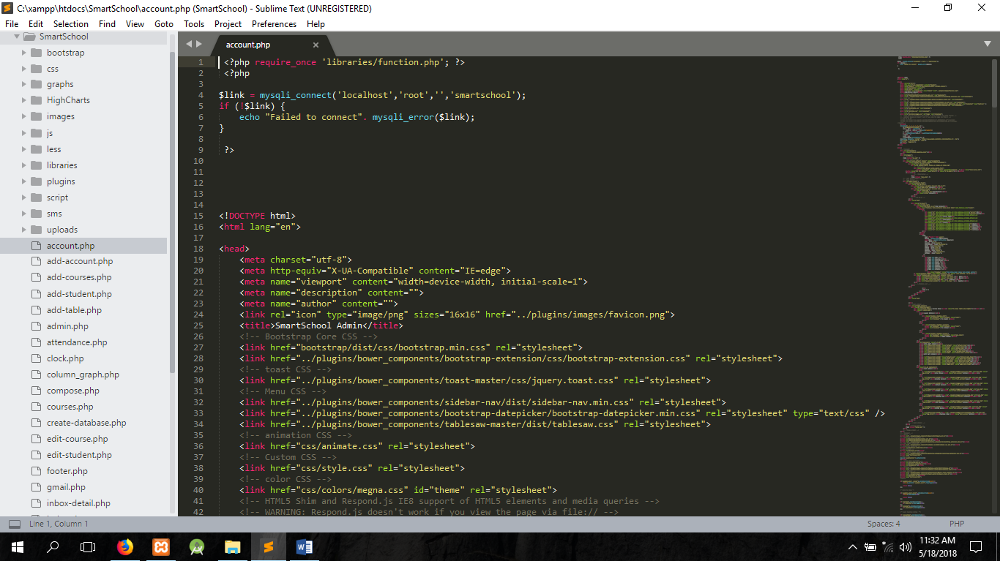 C:\xampp\htdocs\SmartSchool\account.php (SmartSchool) - Sublime Text (UNREGISTERED)
File Edit Selection Find View Goto Tools Project Preferences Help
SmartSchool
bootstrap
css
graphs
HighCharts
images
js
less
libraries
plugins
script
sms
uploads
account.php
add-account.php
add-courses.php
add-student.php
add-table.php
admin.php
attendance.php
clock.php
column_graph.php
compose.php
courses.php
create-database.php
edit-course.php
edit-student.php
footer.php
gmail.php
inbox-detail.php
account.php
1 <?php require_once 'libraries/function.php'; ?>
2 <?php
3
4 $link = mysqli_connect('localhost','root','','smartschool');
5 if (!$link) {
6 echo "Failed to connect". mysqli_error($link);
7 }
8
9 ?>
10
11
12
13
14
15 <!DOCTYPE html>
16 <html lang="en">
17
18 <head>
19 <meta charset="utf-8">
20 <meta http-equiv="X-UA-Compatible" content="IE=edge">
21 <meta name="viewport" content="width=device-width, initial-scale=1">
22 <meta name="description" content="">
23 <meta name="author" content="">
24 <link rel="icon" type="image/png" sizes="16x16" href="../plugins/images/favicon.png">
25 <title>SmartSchool Admin</title>
26 <!-- Bootstrap Core CSS -->
27 <link href="bootstrap/dist/css/bootstrap.min.css" rel="stylesheet">
28 <link href="../plugins/bower_components/bootstrap-extension/css/bootstrap-extension.css" rel="stylesheet">
29 <!-- toast CSS -->
30 <link href="../plugins/bower_components/toast-master/css/jquery.toast.css" rel="stylesheet">
31 <!-- Menu CSS -->
32 <link href="../plugins/bower_components/sidebar-nav/dist/sidebar-nav.min.css" rel="stylesheet">
33 <link href="../plugins/bower_components/bootstrap-datepicker/bootstrap-datepicker.min.css" rel="stylesheet" type="text/css" />
34 <link href="../plugins/bower_components/tablesaw-master/dist/tablesaw.css" rel="stylesheet">
35 <!-- animation CSS -->
36 <link href="css/animate.css" rel="stylesheet">
37 <!-- Custom CSS -->
38 <link href="css/style.css" rel="stylesheet">
39 <!-- color CSS -->
40 <link href="css/colors/megna.css" id="theme" rel="stylesheet">
41 <!-- HTML5 Shim and Respond.js IE8 support of HTML5 elements and media queries -->
42 <!-- WARNING: Respond.js doesn't work if you view the page via file:// -->
Line 1, Column 1
Spaces: 4 PHP
11:32 AM
5/18/2018